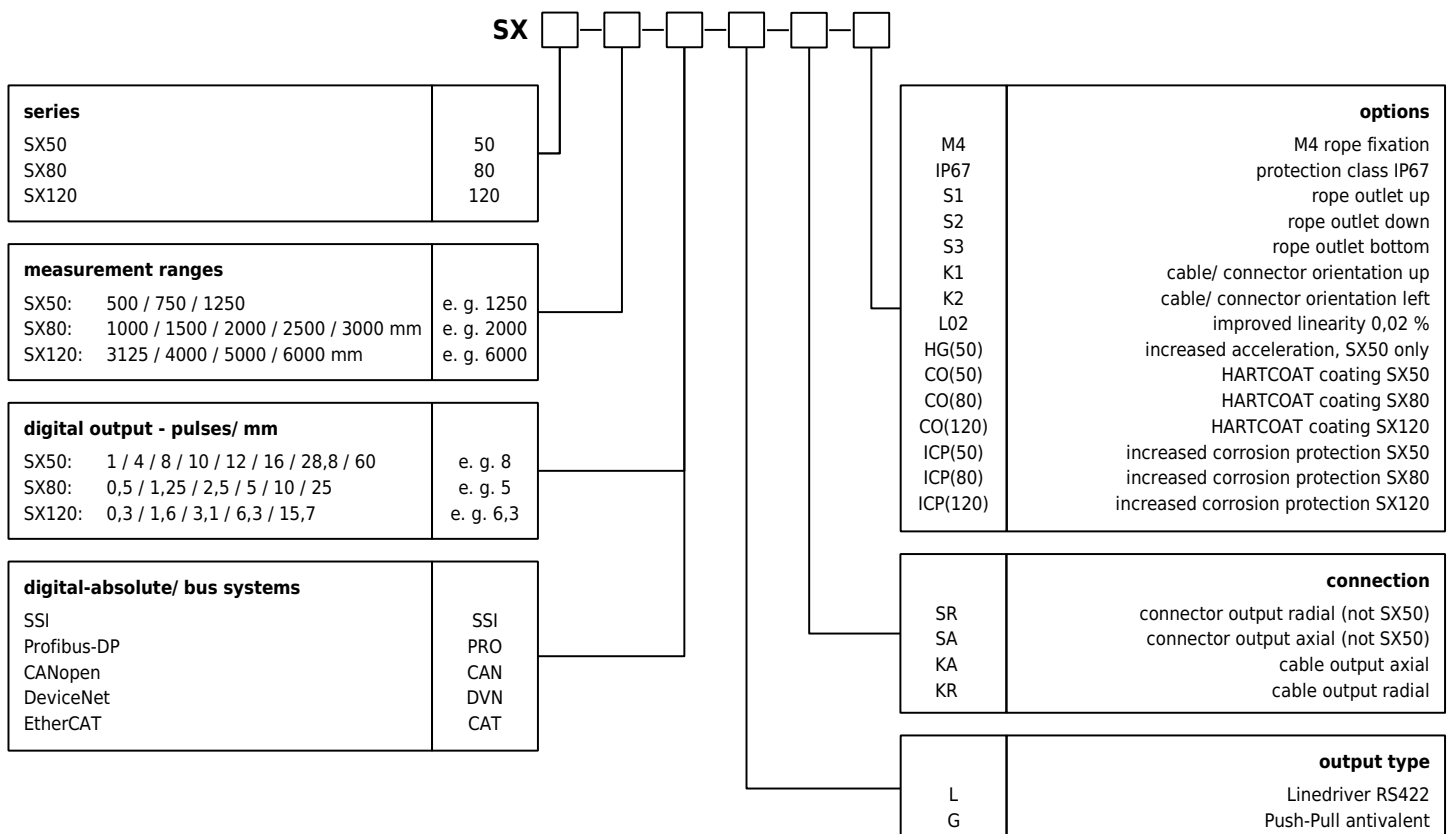 SX
series
SX50 50
SX80 80
SX120 120
measurement ranges
SX50: 500 / 750 / 1250 e. g. 1250
SX80: 1000 / 1500 / 2000 / 2500 / 3000 mm e. g. 2000
SX120: 3125 / 4000 / 5000 / 6000 mm e. g. 6000
digital output - pulses/ mm
SX50: 1 / 4 / 8 / 10 / 12 / 16 / 28,8 / 60 e. g. 8
SX80: 0,5 / 1,25 / 2,5 / 5 / 10 / 25 e. g. 5
SX120: 0,3 / 1,6 / 3,1 / 6,3 / 15,7 e. g. 6,3
digital-absolute/ bus systems
SSI SSI
Profibus-DP PRO
CANopen CAN
DeviceNet DVN
EtherCAT CAT
options
M4 M4 rope fixation
IP67 protection class IP67
S1 rope outlet up
S2 rope outlet down
S3 rope outlet bottom
K1 cable/ connector orientation up
K2 cable/ connector orientation left
L02 improved linearity 0,02 %
HG(50) increased acceleration, SX50 only
CO(50) HARTCOAT coating SX50
CO(80) HARTCOAT coating SX80
CO(120) HARTCOAT coating SX120
ICP(50) increased corrosion protection SX50
ICP(80) increased corrosion protection SX80
ICP(120) increased corrosion protection SX120
connection
SR connector output radial (not SX50)
SA connector output axial (not SX50)
KA cable output axial
KR cable output radial
output type
L Linedriver RS422
G Push-Pull antivalent